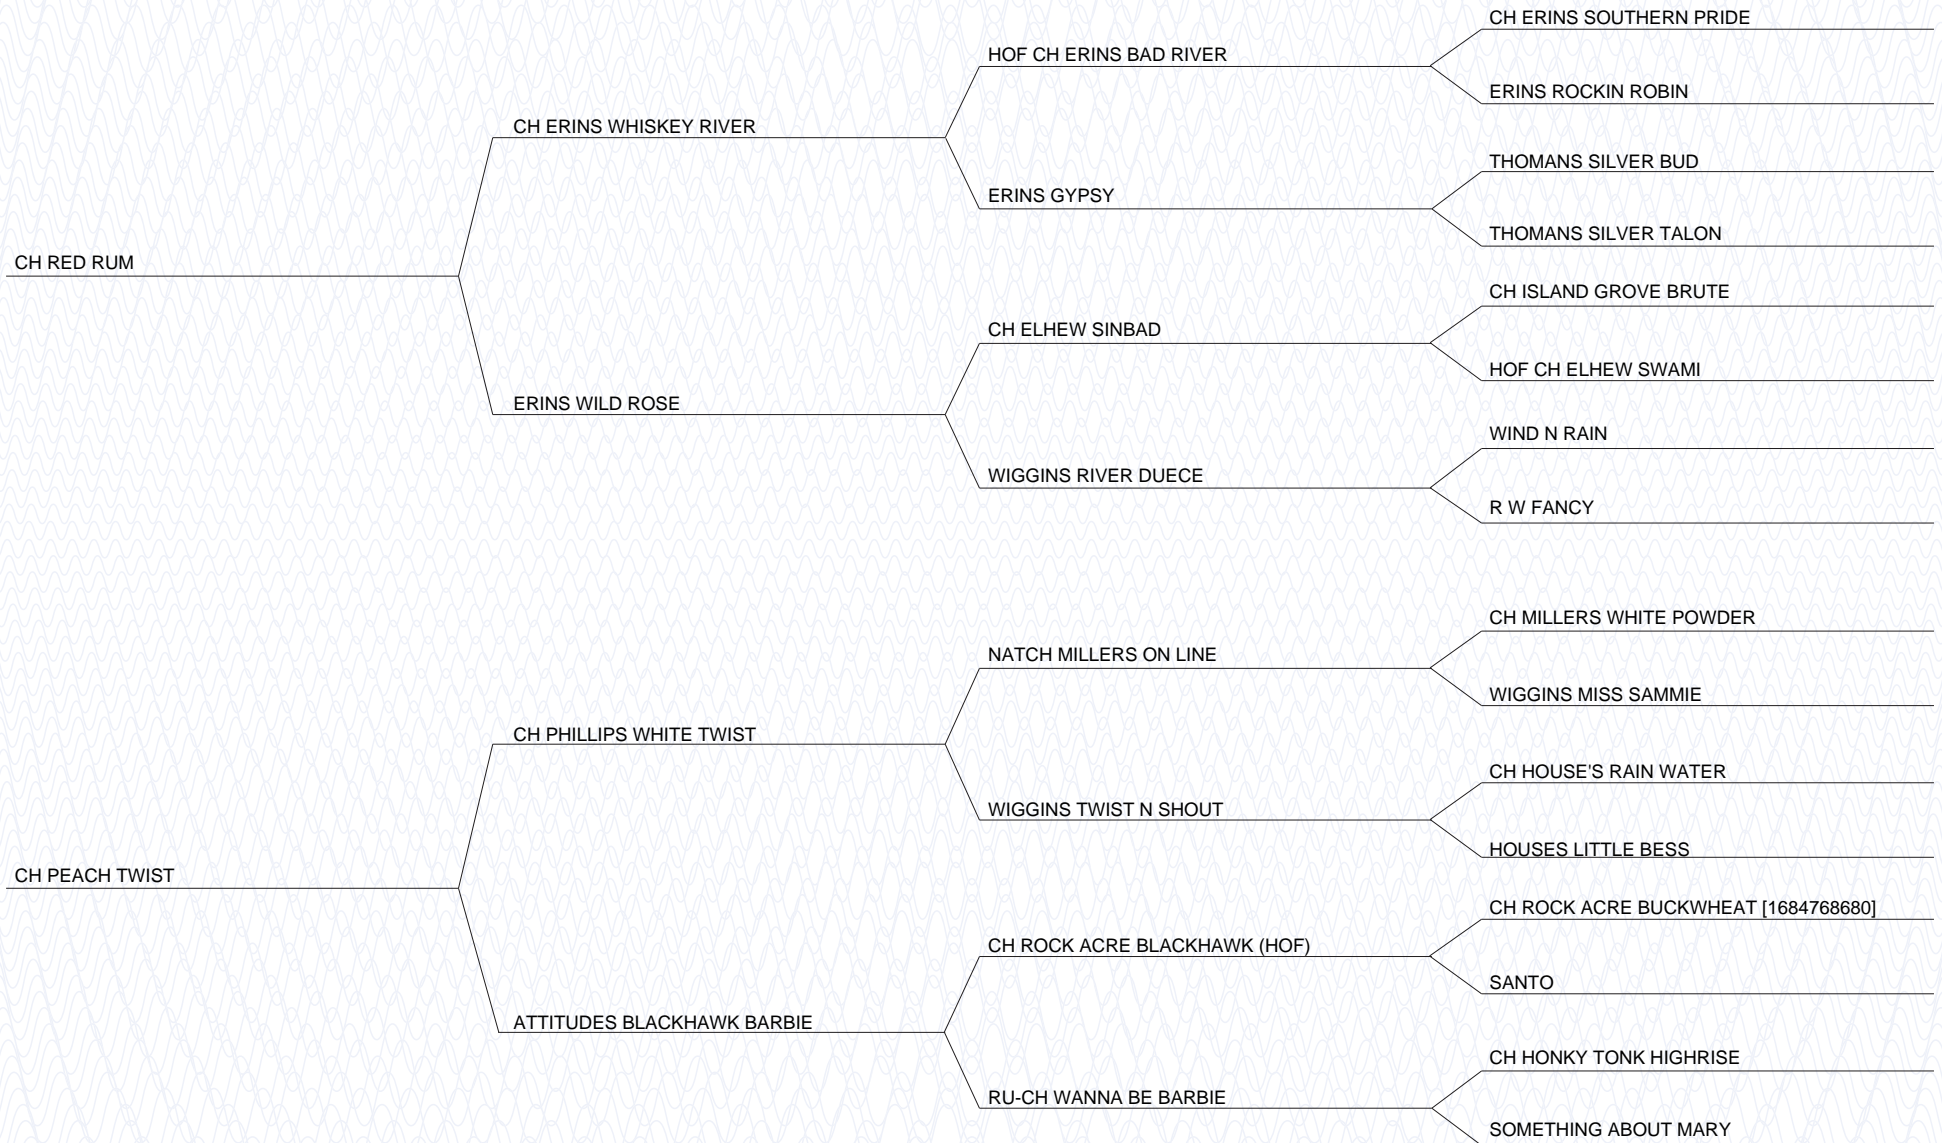 CH ERINS SOUTHERN PRIDE
HOF CH ERINS BAD RIVER
ERINS ROCKIN ROBIN
CH ERINS WHISKEY RIVER
THOMANS SILVER BUD
ERINS GYPSY
THOMANS SILVER TALON
CH RED RUM
CH ISLAND GROVE BRUTE
CH ELHEW SINBAD
HOF CH ELHEW SWAMI
ERINS WILD ROSE
WIND N RAIN
WIGGINS RIVER DUECE
R W FANCY
CH MILLERS WHITE POWDER
NATCH MILLERS ON LINE
WIGGINS MISS SAMMIE
CH PHILLIPS WHITE TWIST
CH HOUSE'S RAIN WATER
WIGGINS TWIST N SHOUT
HOUSES LITTLE BESS
CH PEACH TWIST
CH ROCK ACRE BUCKWHEAT [1684768680]
CH ROCK ACRE BLACKHAWK (HOF)
SANTO
ATTITUDES BLACKHAWK BARBIE
CH HONKY TONK HIGHRISE
RU-CH WANNA BE BARBIE
SOMETHING ABOUT MARY